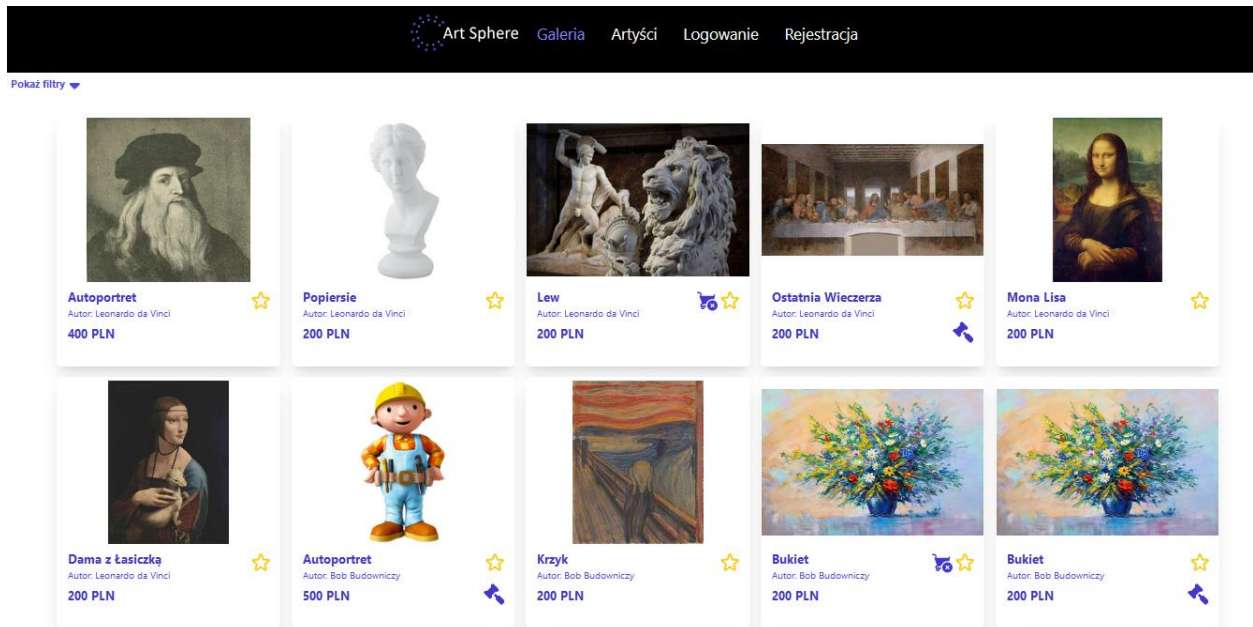 Art Sphere Galeria Artyści Logowanie Rejestracja
Pokaż filtry
Autoportret
Autor: Leonardo da Vinci
400 PLN
Popiersie
Autor: Leonardo da Vinci
200 PLN
Lew
Autor: Leonardo da Vinci
200 PLN
Ostatnia Wieczerza
Autor: Leonardo da Vinci
200 PLN
Mona Lisa
Autor: Leonardo da Vinci
200 PLN
Dama z Łasiczką
Autor: Leonardo da Vinci
200 PLN
Autoportret
Autor: Bob Budowniczy
500 PLN
Krzyk
Autor: Bob Budowniczy
200 PLN
Bukiet
Autor: Bob Budowniczy
200 PLN
Bukiet
Autor: Bob Budowniczy
200 PLN